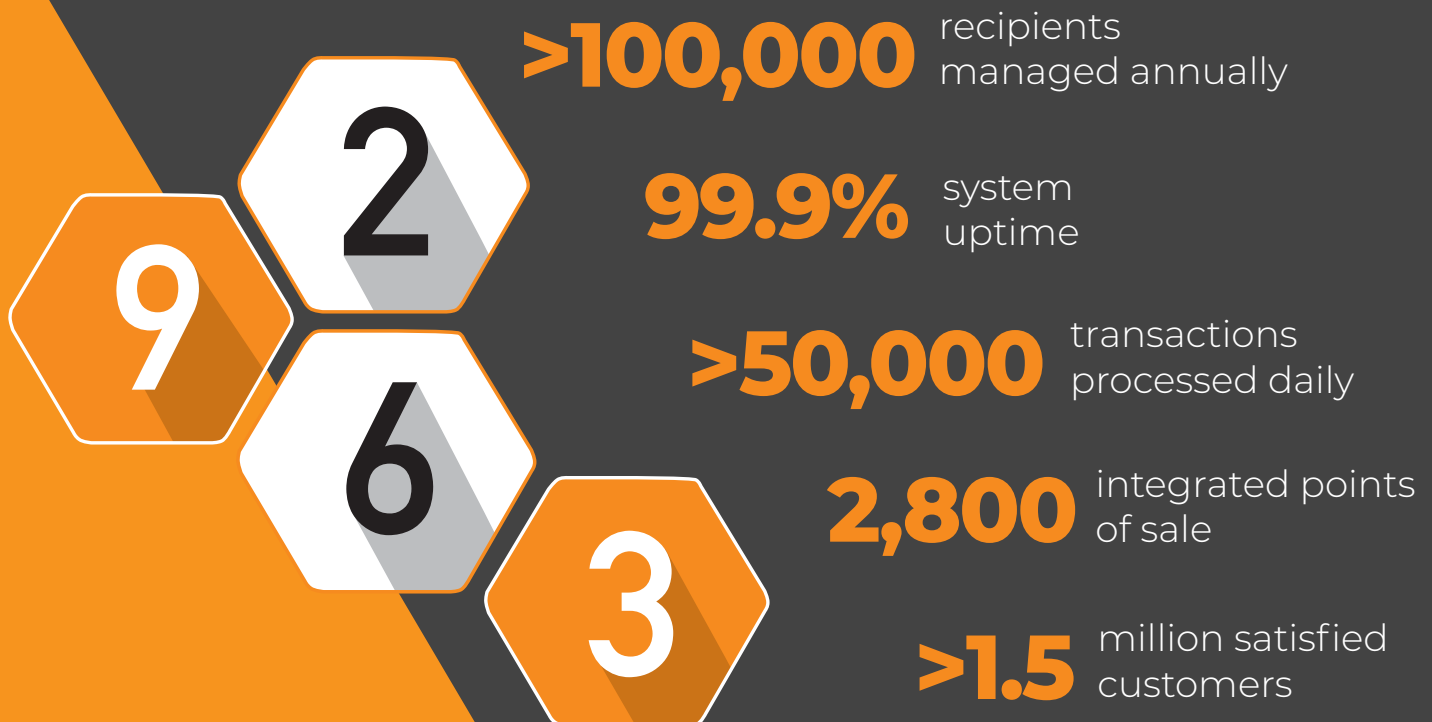 >100,000 recipients
managed annually
2
99.9% system
uptime
9
>50,000 transactions
processed daily
6
2,800 integrated points
of sale
3
>1.5 million satisfied
customers